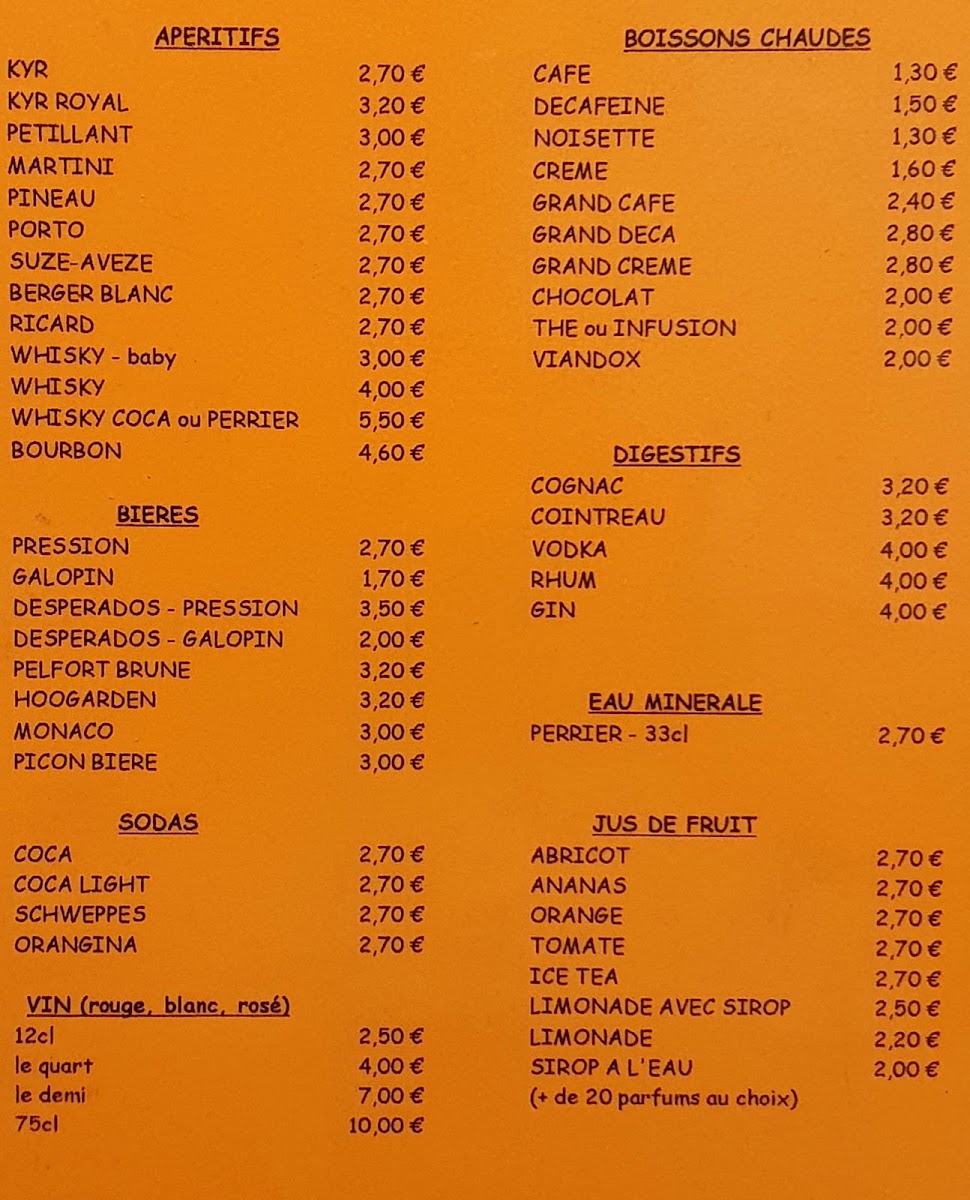 APERITIFS
KYR 2,70 €
KYR ROYAL 3,20 €
PETILLANT 3,00 €
MARTINI 2,70 €
PINEAU 2,70 €
PORTO 2,70 €
SUZE-AVEZE 2,70 €
BERGER BLANC 2,70 €
RICARD 2,70 €
WHISKY - baby 3,00 €
WHISKY 4,00 €
WHISKY COCA ou PERRIER 5,50 €
BOURBON 4,60 €
BIERES
PRESSION 2,70 €
GALOPIN 1,70 €
DESPERADOS - PRESSION 3,50 €
DESPERADOS - GALOPIN 2,00 €
PELFORT BRUNE 3,20 €
HOOGARDEN 3,20 €
MONACO 3,00 €
PICON BIERE 3,00 €
SODAS
COCA 2,70 €
COCA LIGHT 2,70 €
SCHWEPPES 2,70 €
ORANGINA 2,70 €
VIN (rouge, blanc, rosé)
12cl 2,50 €
le quart 4,00 €
le demi 7,00 €
75cl 10,00 €
BOISSONS CHAUDES
CAFE 1,30 €
DECAFEINE 1,50 €
NOISETTE 1,30 €
CREME 1,60 €
GRAND CAFE 2,40 €
GRAND DECA 2,80 €
GRAND CREME 2,80 €
CHOCOLAT 2,00 €
THE ou INFUSION 2,00 €
VIANDOX 2,00 €
DIGESTIFS
COGNAC 3,20 €
COINTREAU 3,20 €
VODKA 4,00 €
RHUM 4,00 €
GIN 4,00 €
EAU MINERALE
PERRIER - 33cl 2,70 €
JUS DE FRUIT
ABRICOT 2,70 €
ANANAS 2,70 €
ORANGE 2,70 €
TOMATE 2,70 €
ICE TEA 2,70 €
LIMONADE AVEC SIROP 2,50 €
LIMONADE 2,20 €
SIROP A L'EAU 2,00 €
(+ de 20 parfums au choix)